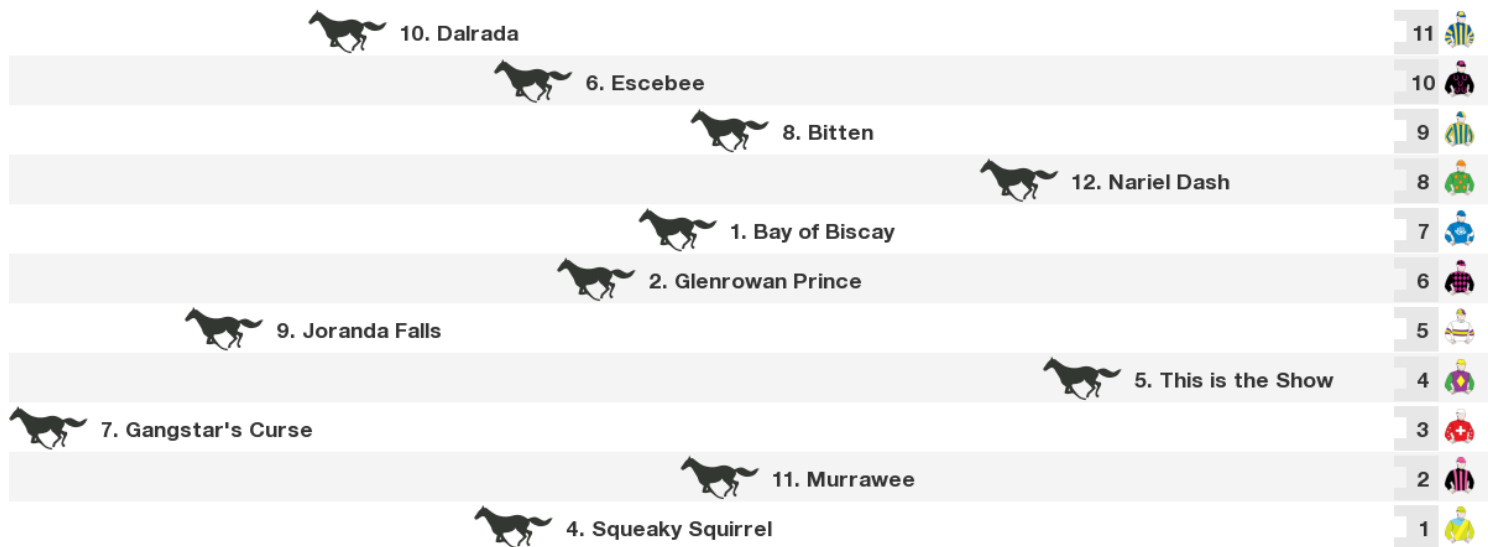 10. Dalrada 11
6. Escebee 10
8. Bitten 9
12. Nariel Dash 8
1. Bay of Biscay 7
2. Glenrowan Prince 6
9. Joranda Falls 5
5. This is the Show 4
7. Gangstar's Curse 3
11. Murrawee 2
4. Squeaky Squirrel 1